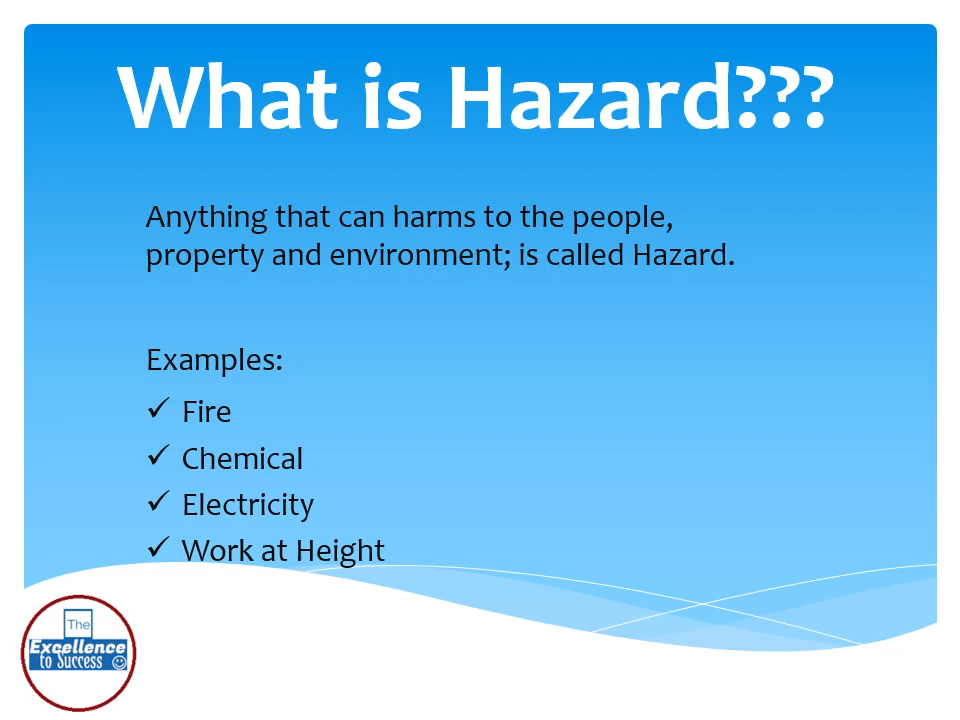 What is Hazard???
Anything that can harms to the people,
property and environment; is called Hazard.
Examples:
✓ Fire
✓ Chemical
✓ Electricity
✓ Work at Height
The
Excellence
to Success